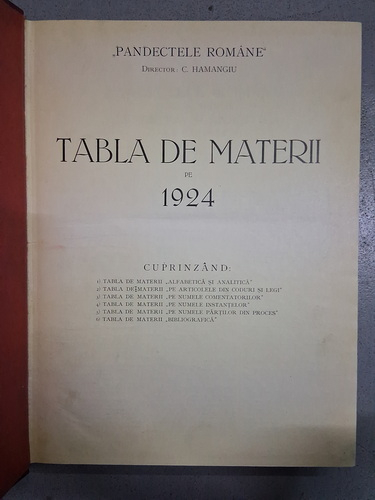 „PANDECTELE ROMÂNE“
DIRECTOR: C. HAMANGIU
TABLA DE MATERII
PE
1924
CUPRINZÂND:
1) TABLA DE MATERII „ALFABETICĂ ȘI ANALITICĂ“
2) TABLA DE MATERII „PE ARTICOLELE DIN CODURI ȘI LEGI“
3) TABLA DE MATERII „PE NUMELE COMENTATORILOR“
4) TABLA DE MATERII „PE NUMELE INSTANȚELOR“
5) TABLA DE MATERII „PE NUMELE PĂRȚILOR DIN PROCES“
6) TABLA DE MATERII „BIBLIOGRAFICĂ“